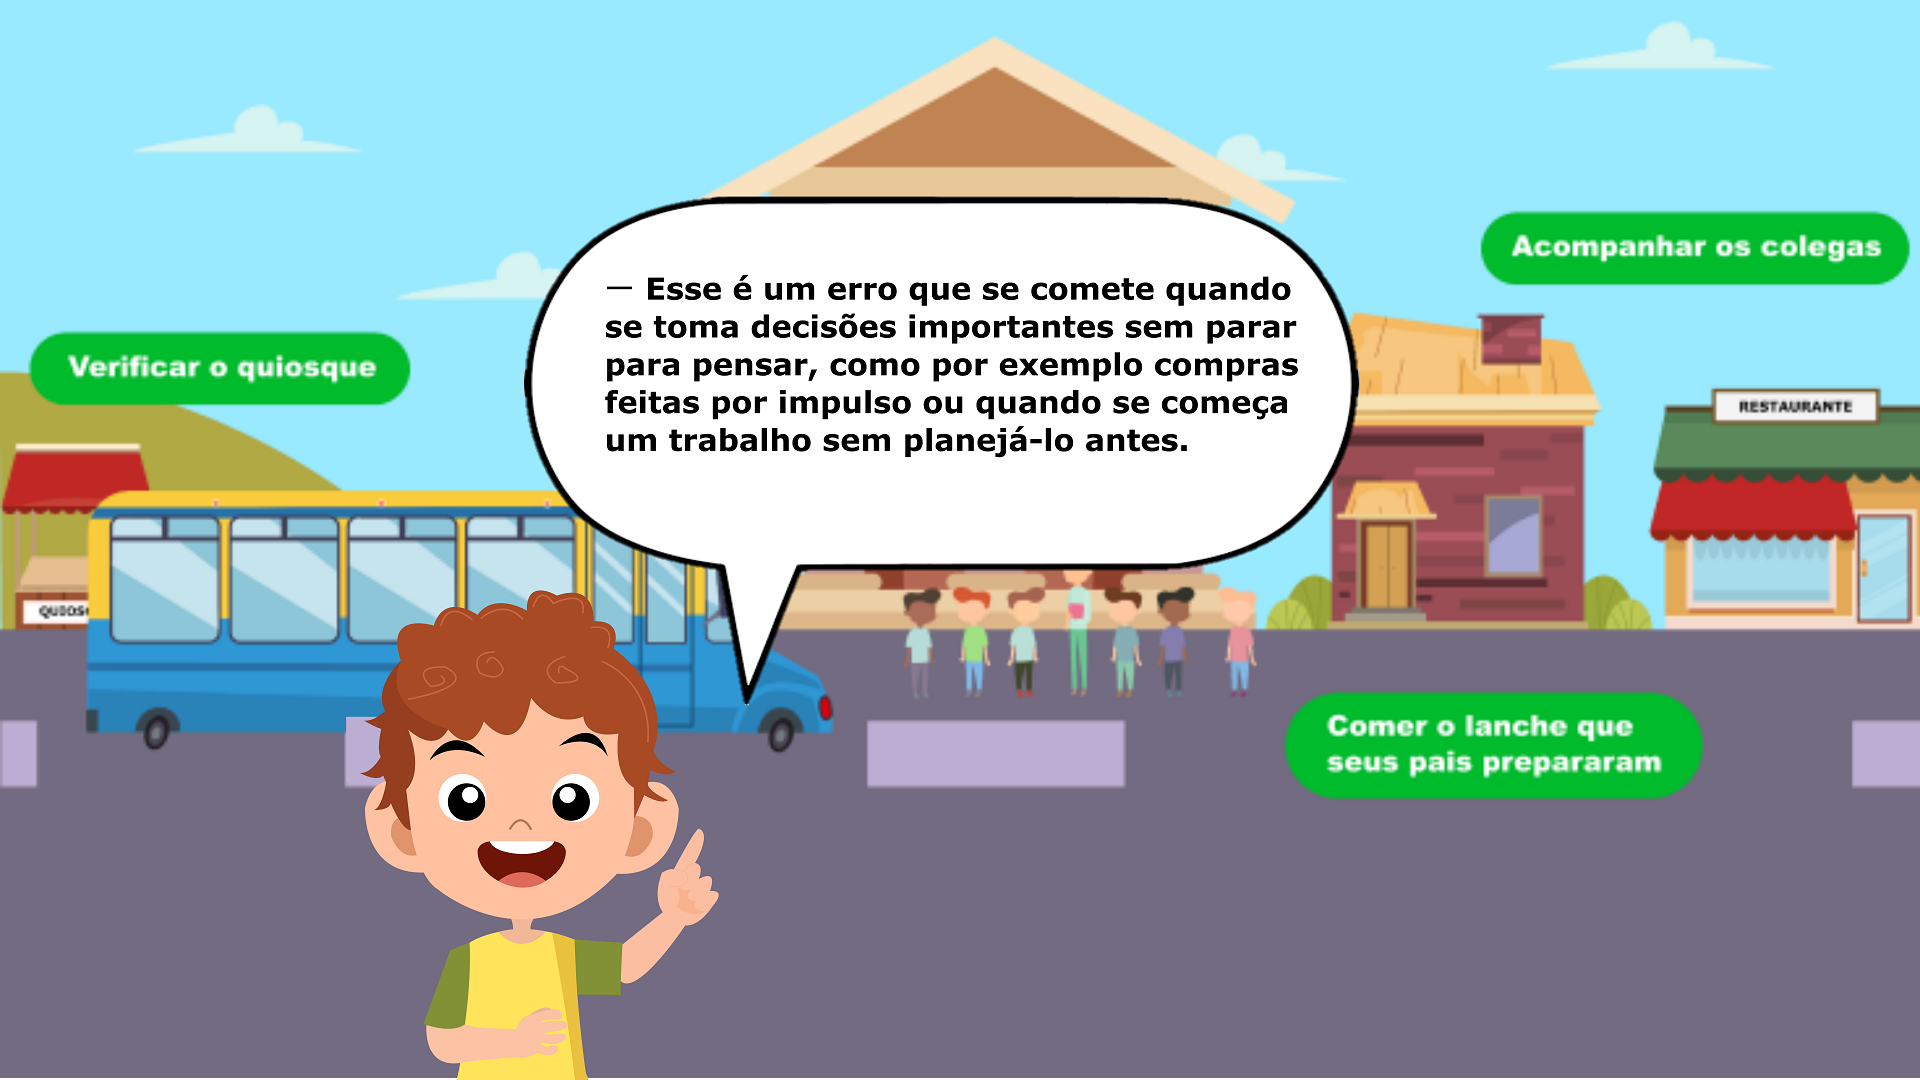 Acompanhar os colegas
— Esse é um erro que se comete quando
se toma decisões importantes sem parar
para pensar, como por exemplo compras
feitas por impulso ou quando se começa
um trabalho sem planejá-lo antes.
Verificar o quiosque
RESTAURANTE
QUIOS
Comer o lanche que
seus pais prepararam